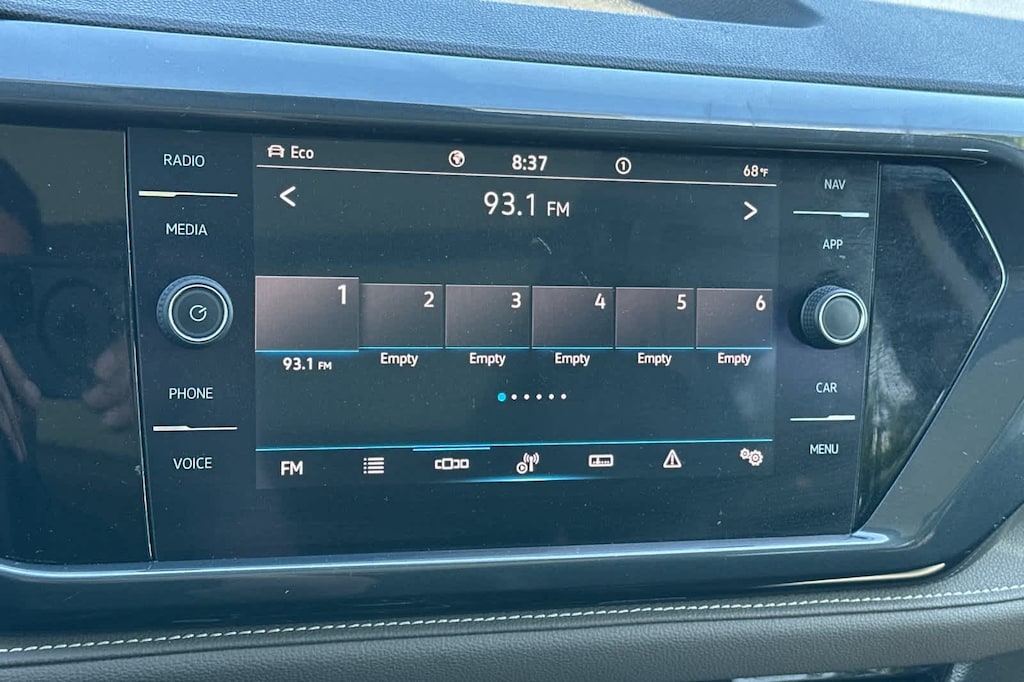 RADIO
MEDIA
PHONE
VOICE
Eco
8:37
1
68°F
93.1 FM
1
2
3
4
5
6
93.1 FM
Empty
Empty
Empty
Empty
Empty
FM
NAV
APP
CAR
MENU